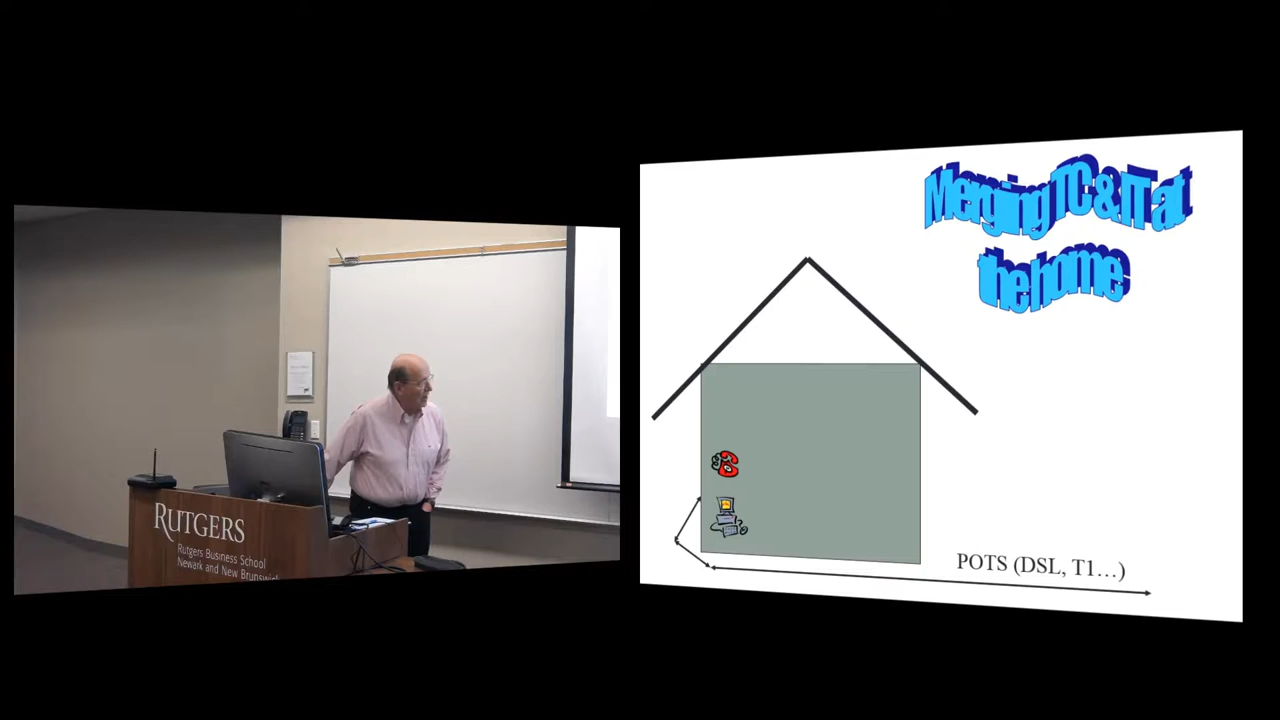 RUTGERS
Rutgers Business School
Newark and New Brunswick
Merging TC & IT at
the home
POTS (DSL, T1…)